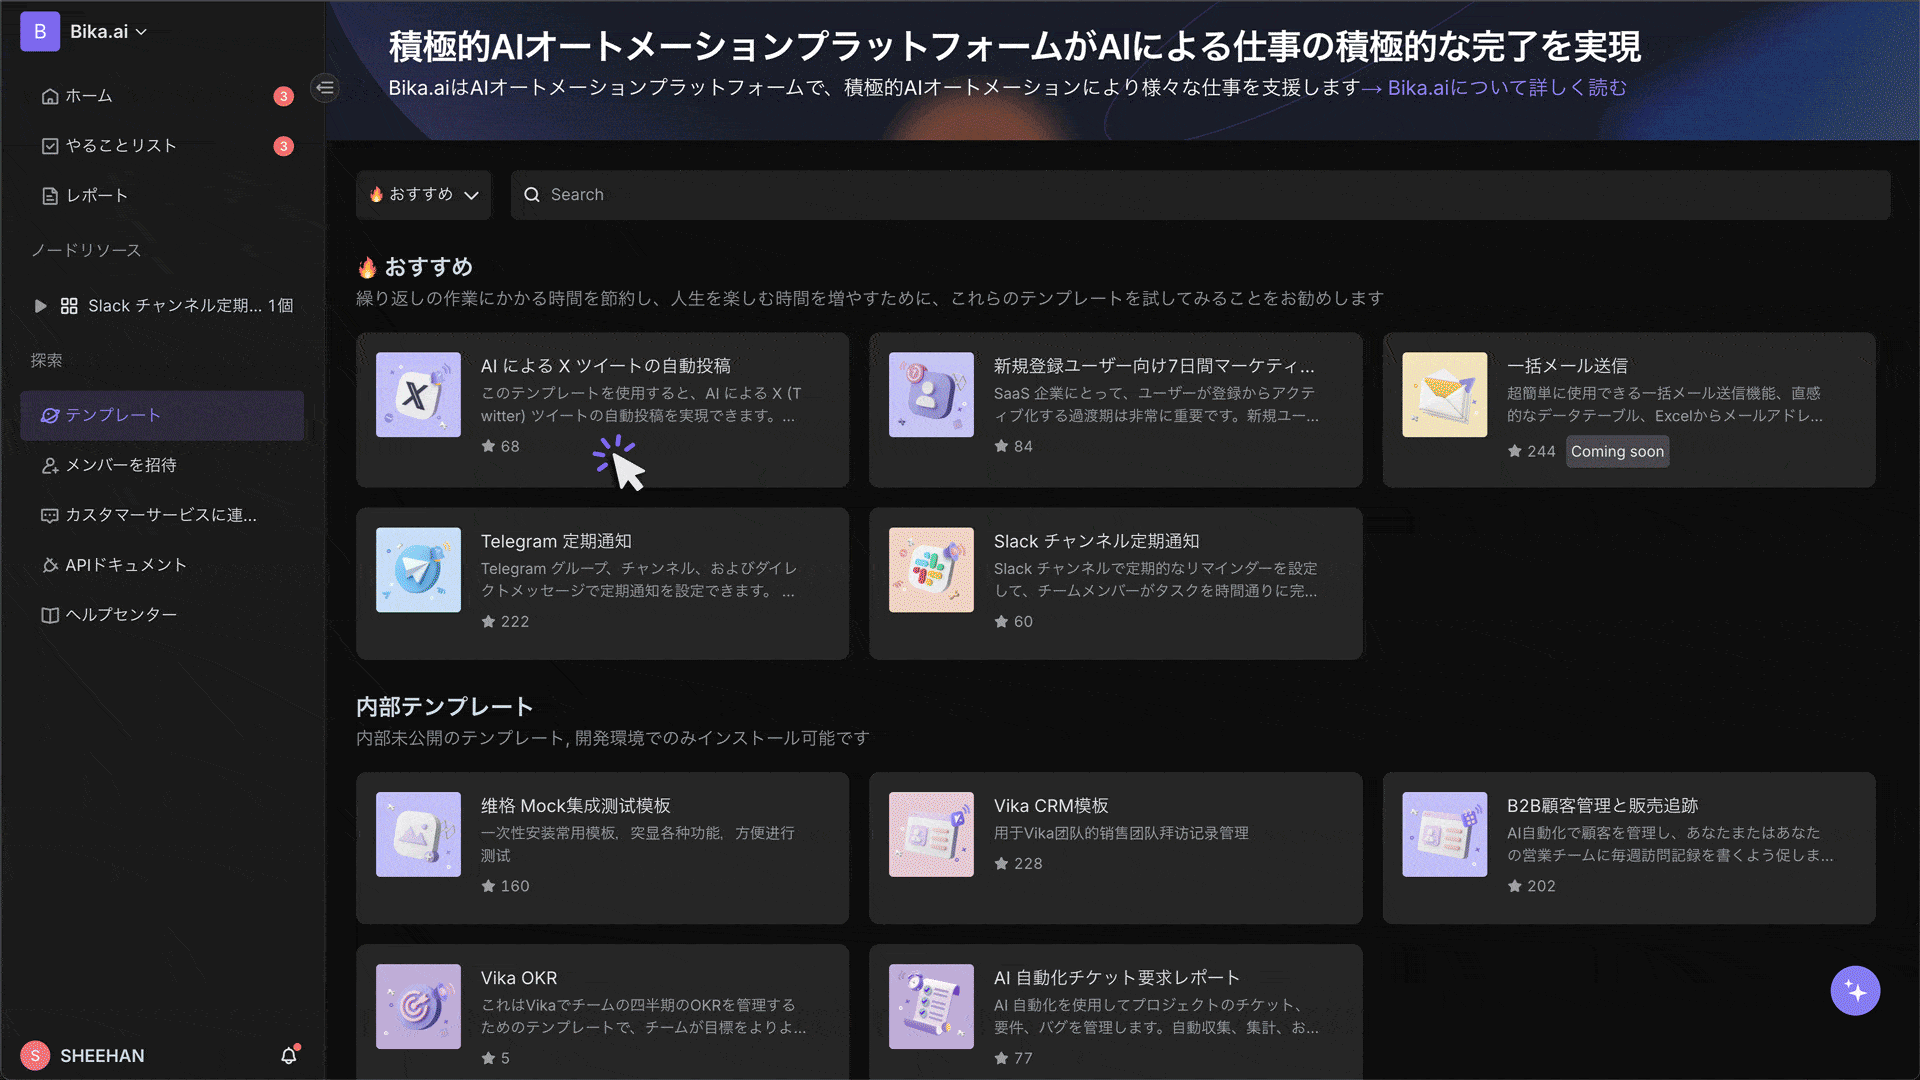 B Bika.ai
ホーム 3
やることリスト 3
レポート
ノードリソース
Slack チャンネル定期... 1個
探索
テンプレート
メンバーを招待
カスタマーサービスに連...
APIドキュメント
ヘルプセンター
S SHEEHAN
積極的AIオートメーションプラットフォームがAIによる仕事の積極的な完了を実現
Bika.aiはAIオートメーションプラットフォームで、積極的AIオートメーションにより様々な仕事を支援します→ Bika.aiについて詳しく読む
🔥 おすすめ
Search
🔥 おすすめ
繰り返しの作業にかかる時間を節約し、人生を楽しむ時間を増やすために、これらのテンプレートを試してみることをお勧めします
AI による X ツイートの自動投稿
このテンプレートを使用すると、AI による X (T
witter) ツイートの自動投稿を実現できます。...
68
新規登録ユーザー向け7日間マーケティ...
SaaS 企業にとって、ユーザーが登録からアクテ
ィブ化する過渡期は非常に重要です。新規ユー...
84
一括メール送信
超簡単に使用できる一括メール送信機能、直感
的なデータテーブル、Excelからメールアドレ...
244 Coming soon
Telegram 定期通知
Telegram グループ、チャンネル、およびダイレ
クトメッセージで定期通知を設定できます。 ...
222
Slack チャンネル定期通知
Slack チャンネルで定期的なリマインダーを設定
して、チームメンバーがタスクを時間通りに完...
60
内部テンプレート
内部未公開のテンプレート, 開発環境でのみインストール可能です
维格 Mock集成测试模板
一次性安装常用模板，突显各种功能，方便进行
测试
160
Vika CRM模板
用于Vika团队的销售团队拜访记录管理
228
B2B顧客管理と販売追跡
AI自動化で顧客を管理し、あなたまたはあなた
の営業チームに毎週訪問記録を書くよう促しま...
202
Vika OKR
これはVikaでチームの四半期のOKRを管理する
ためのテンプレートで、チームが目標をよりよ...
5
AI 自動化チケット要求レポート
AI 自動化を使用してプロジェクトのチケット、
要件、バグを管理します。自動収集、集計、お...
77